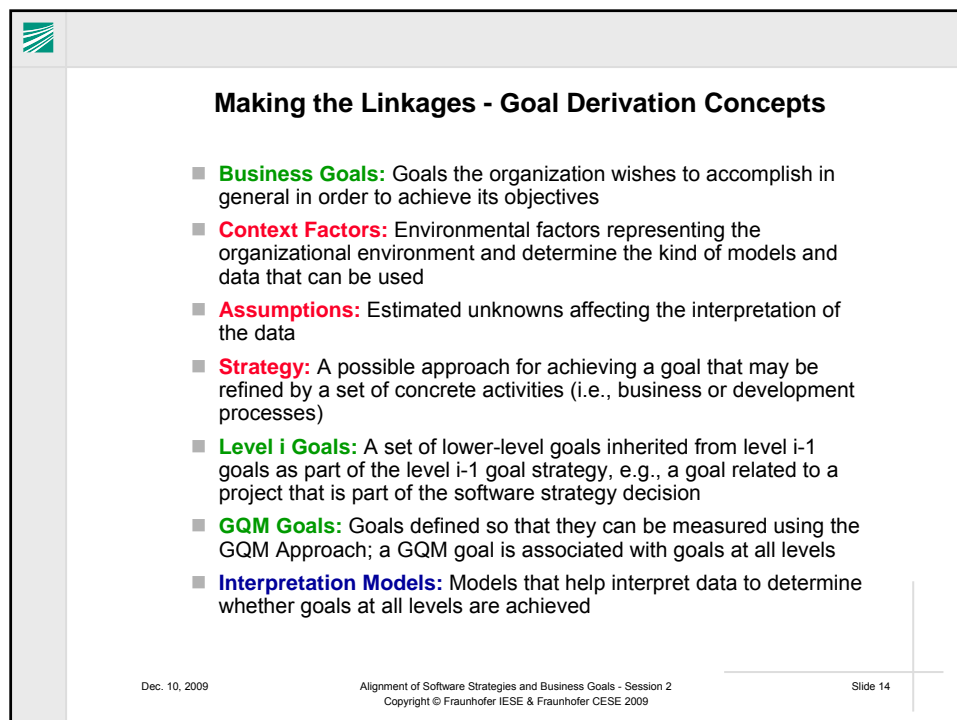 Making the Linkages - Goal Derivation Concepts
Business Goals: Goals the organization wishes to accomplish in
general in order to achieve its objectives
Context Factors: Environmental factors representing the
organizational environment and determine the kind of models and
data that can be used
Assumptions: Estimated unknowns affecting the interpretation of
the data
Strategy: A possible approach for achieving a goal that may be
refined by a set of concrete activities (i.e., business or development
processes)
Level i Goals: A set of lower-level goals inherited from level i-1
goals as part of the level i-1 goal strategy, e.g., a goal related to a
project that is part of the software strategy decision
GQM Goals: Goals defined so that they can be measured using the
GQM Approach; a GQM goal is associated with goals at all levels
Interpretation Models: Models that help interpret data to determine
whether goals at all levels are achieved
Dec. 10, 2009
Alignment of Software Strategies and Business Goals - Session 2
Copyright © Fraunhofer IESE & Fraunhofer CESE 2009
Slide 14